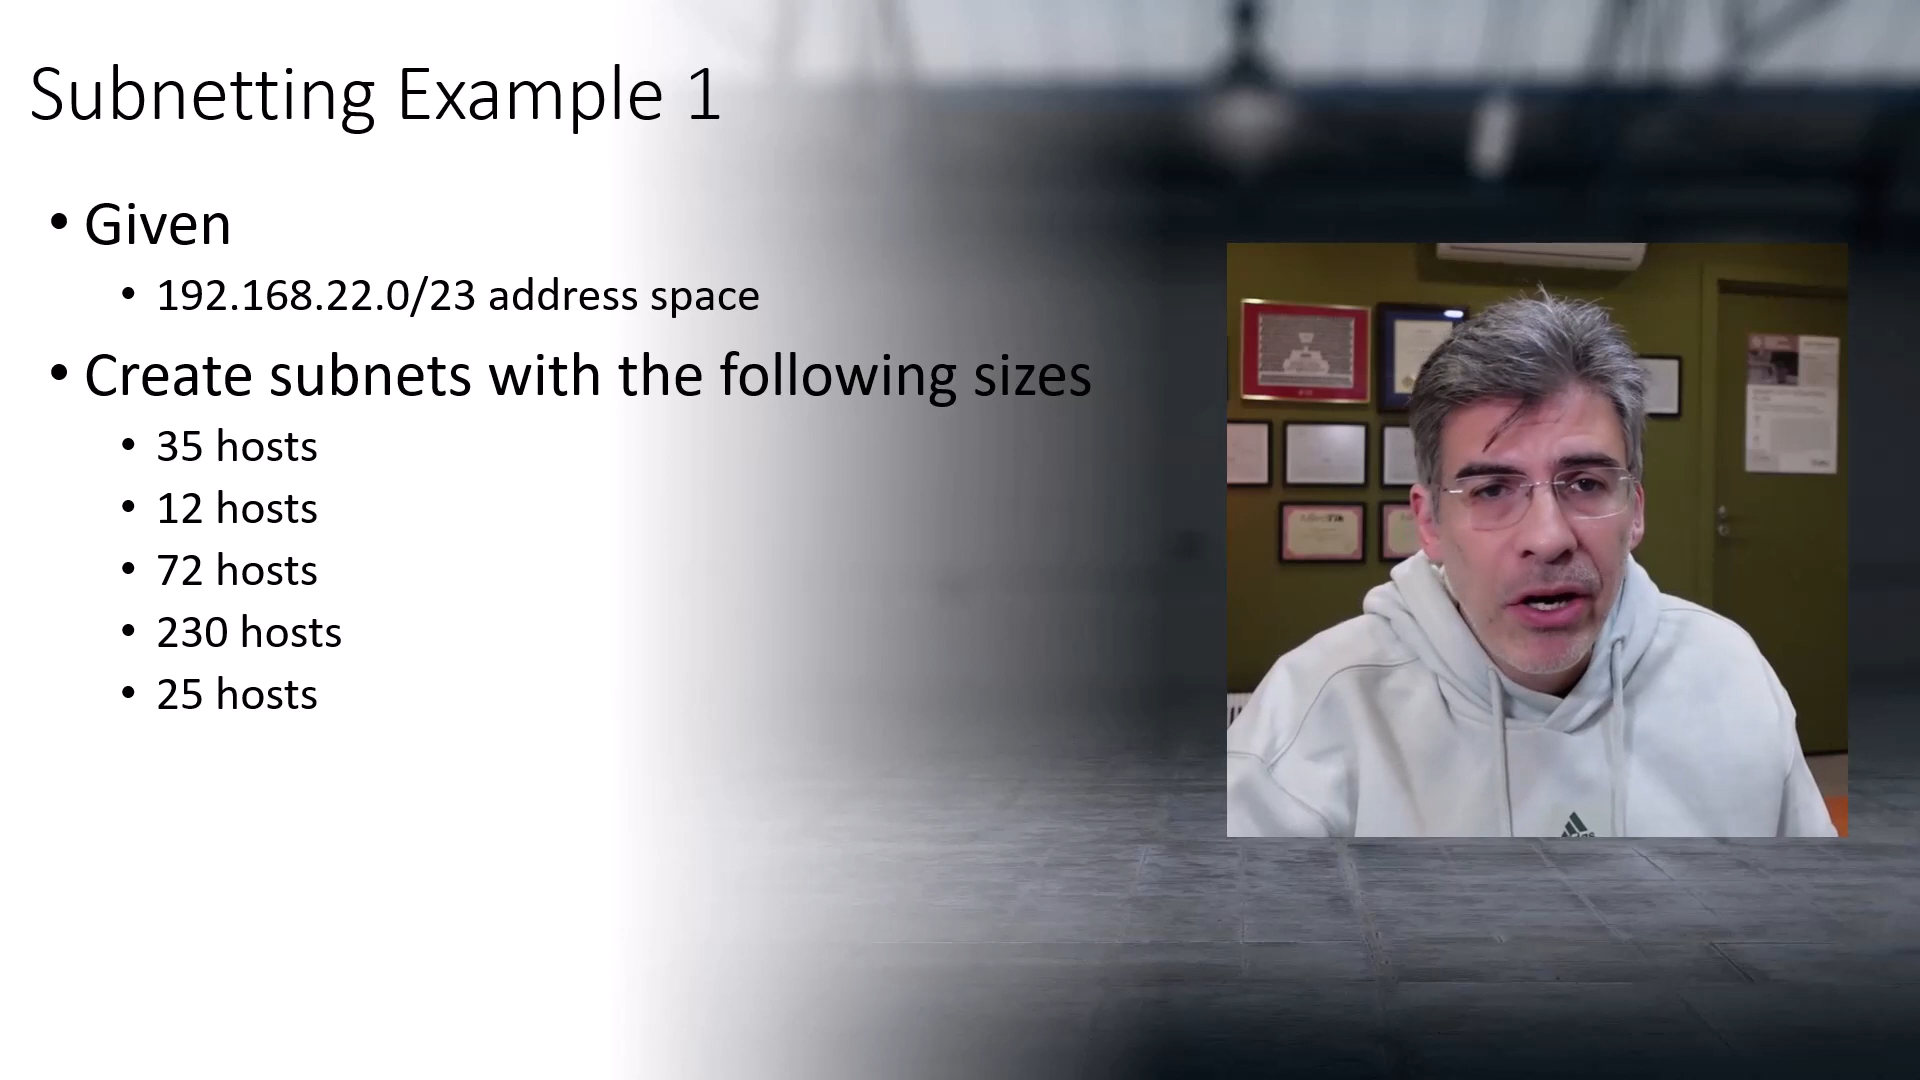 Subnetting Example 1
• Given
• 192.168.22.0/23 address space
• Create subnets with the following sizes
• 35 hosts
• 12 hosts
• 72 hosts
• 230 hosts
• 25 hosts